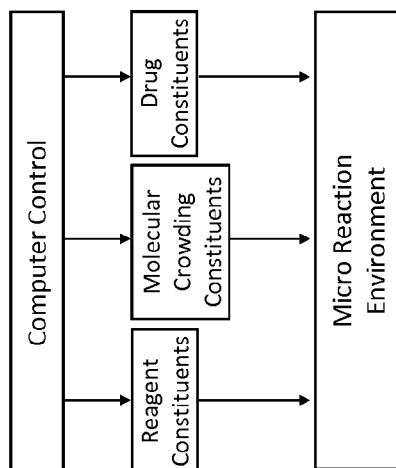 Computer Control
Reagent
Constituents
Molecular
Crowding
Constituents
Drug
Constituents
Micro Reaction
Environment